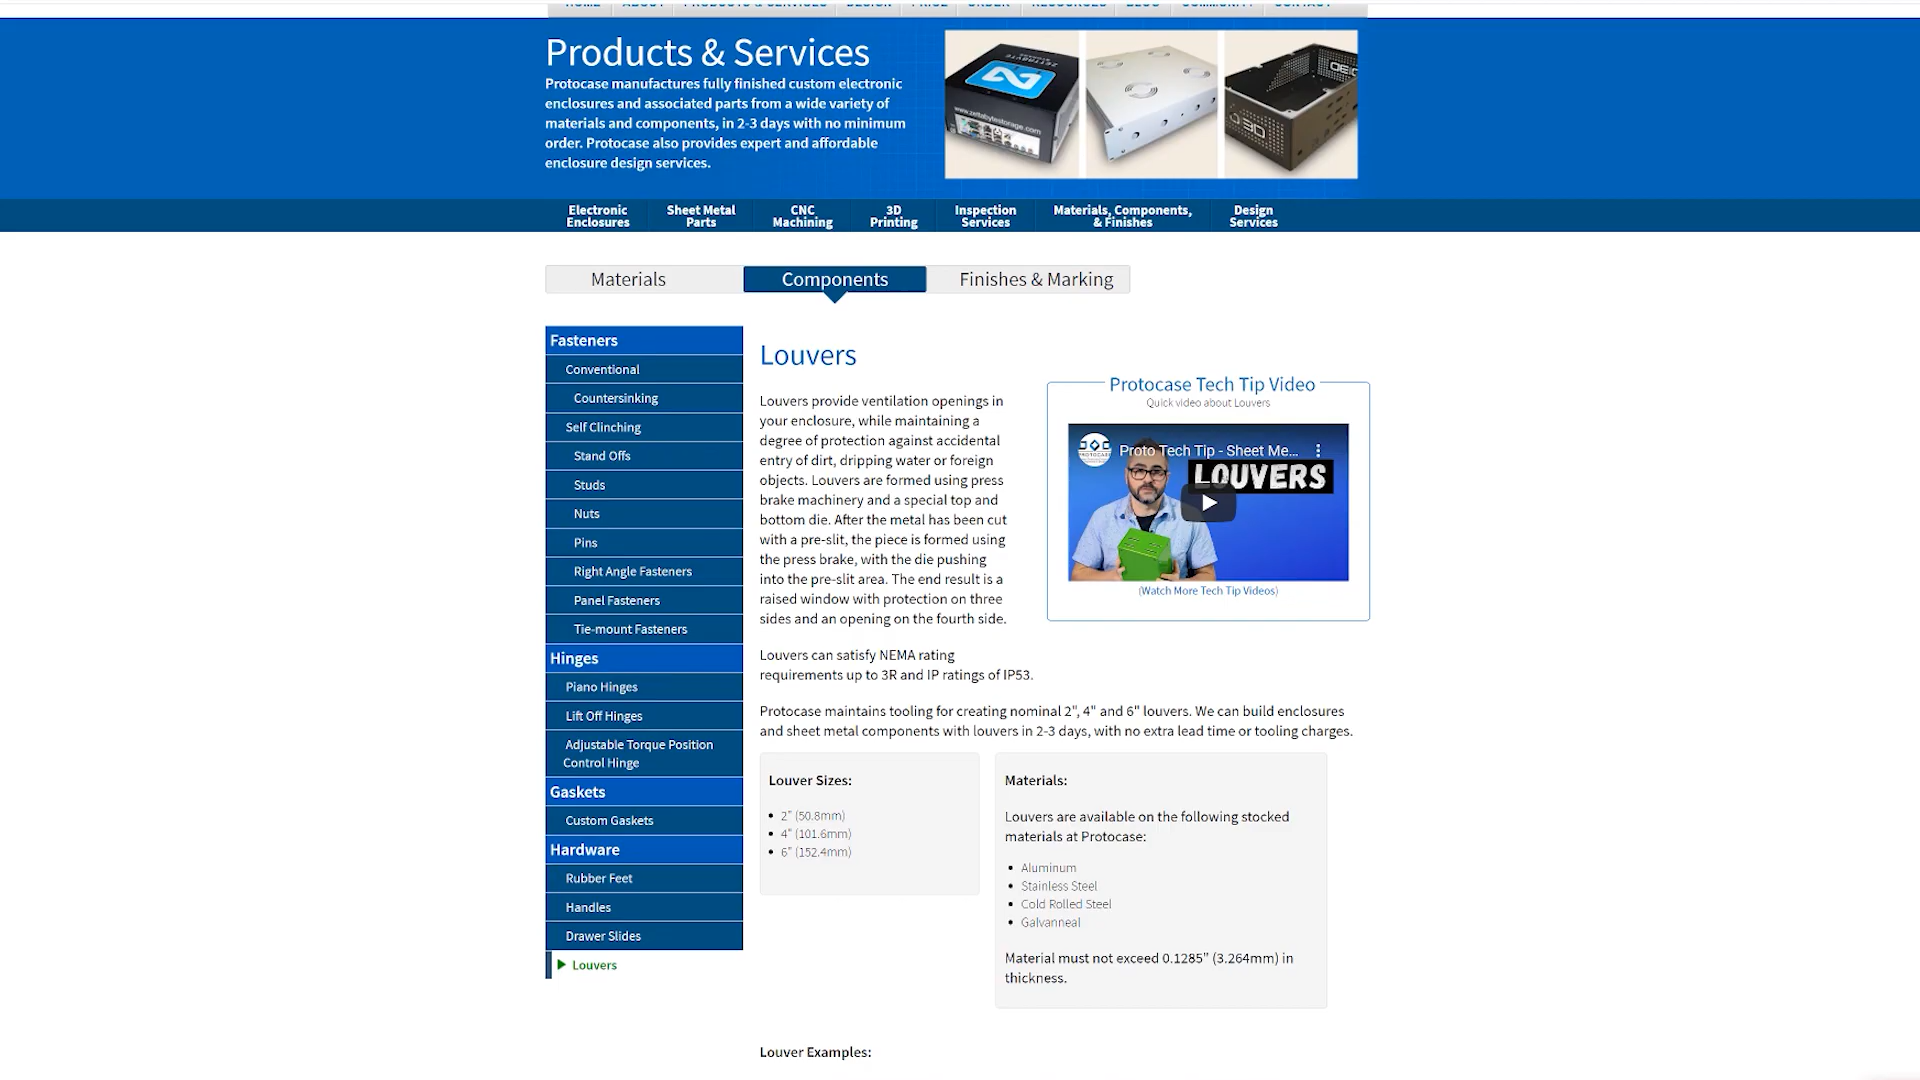 HOME ABOUT PRODUCTS & SERVICES DESIGN PRICE ORDER RESOURCES BLOG COMMUNITY CONTACT
Products & Services
Protocase manufactures fully finished custom electronic
enclosures and associated parts from a wide variety of
materials and components, in 2-3 days with no minimum
order. Protocase also provides expert and affordable
enclosure design services.
www.zettabytestorage.com
Electronic
Enclosures
Sheet Metal
Parts
CNC
Machining
3D
Printing
Inspection
Services
Materials, Components,
& Finishes
Design
Services
Materials
Components
Finishes & Marking
Fasteners
Conventional
Countersinking
Self Clinching
Stand Offs
Studs
Nuts
Pins
Right Angle Fasteners
Panel Fasteners
Tie-mount Fasteners
Hinges
Piano Hinges
Lift Off Hinges
Adjustable Torque Position
Control Hinge
Gaskets
Custom Gaskets
Hardware
Rubber Feet
Handles
Drawer Slides
Louvers
Louvers
Louvers provide ventilation openings in
your enclosure, while maintaining a
degree of protection against accidental
entry of dirt, dripping water or foreign
objects. Louvers are formed using press
brake machinery and a special top and
bottom die. After the metal has been cut
with a pre-slit, the piece is formed using
the press brake, with the die pushing
into the pre-slit area. The end result is a
raised window with protection on three
sides and an opening on the fourth side.
Protocase Tech Tip Video
Quick video about Louvers
Proto Tech Tip - Sheet Me...
LOUVERS
(Watch More Tech Tip Videos)
Louvers can satisfy NEMA rating
requirements up to 3R and IP ratings of IP53.
Protocase maintains tooling for creating nominal 2", 4" and 6" louvers. We can build enclosures
and sheet metal components with louvers in 2-3 days, with no extra lead time or tooling charges.
Louver Sizes:
2" (50.8mm)
4" (101.6mm)
6" (152.4mm)
Materials:
Louvers are available on the following stocked
materials at Protocase:
Aluminum
Stainless Steel
Cold Rolled Steel
Galvanneal
Material must not exceed 0.1285" (3.264mm) in
thickness.
Louver Examples: